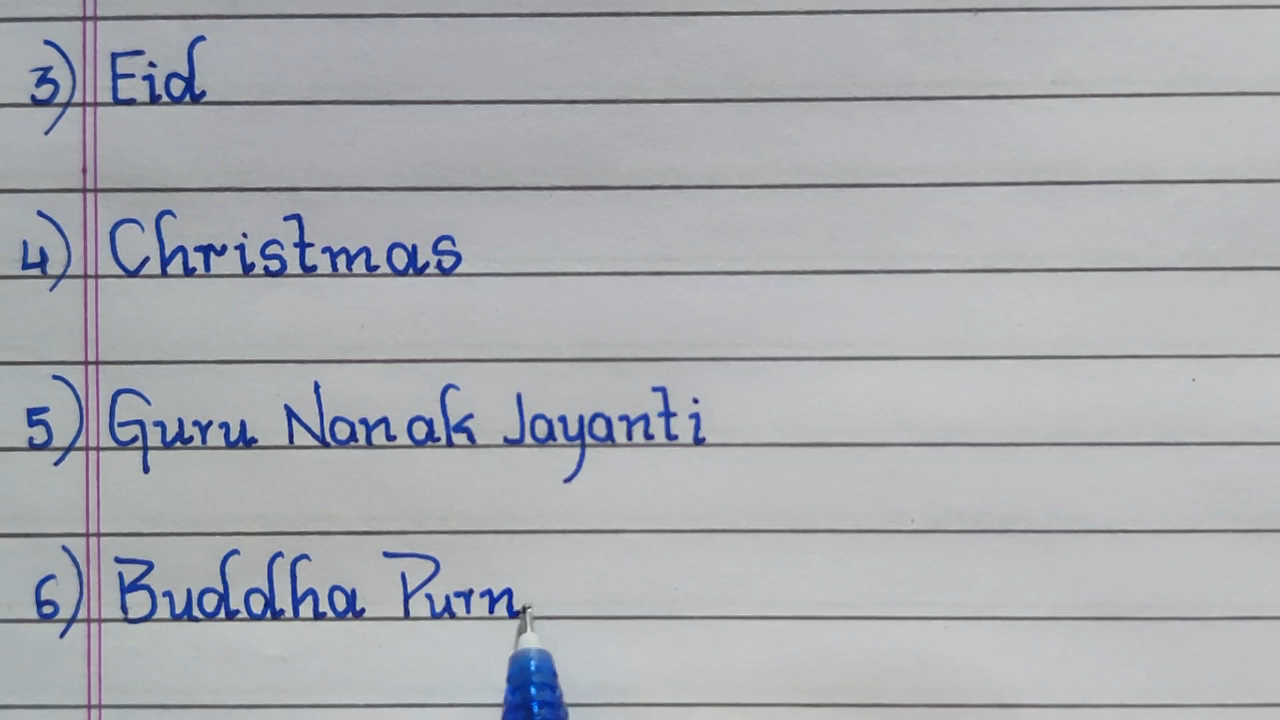 3) Eid
4) Christmas
5) Guru Nanak Jayanti
6) Buddha Purn